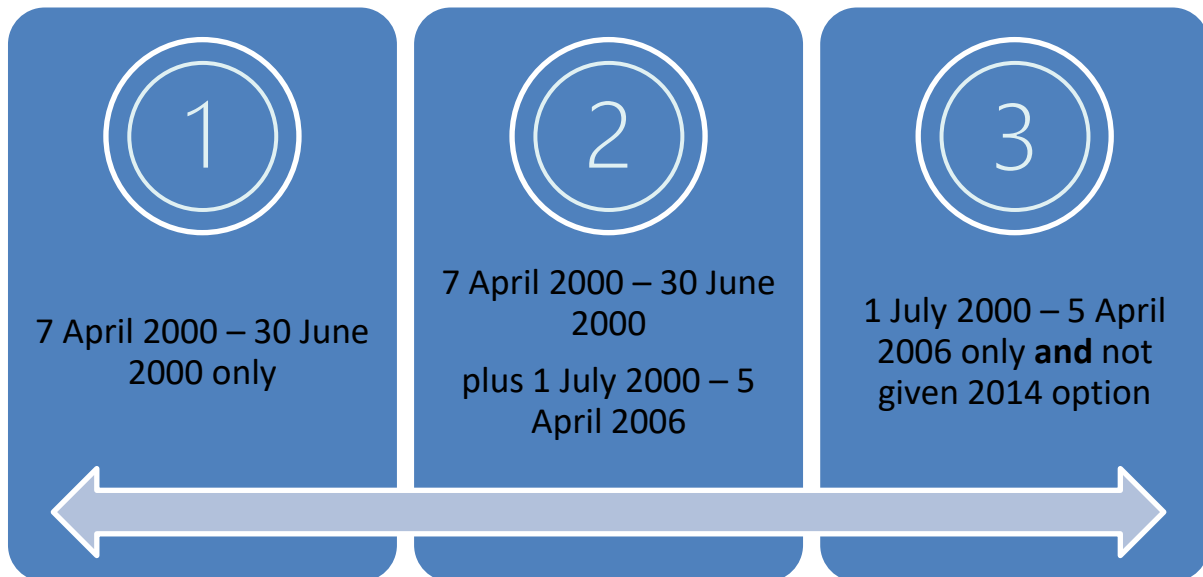 1
7 April 2000 – 30 June
2000 only
2
7 April 2000 – 30 June
2000
plus 1 July 2000 – 5
April 2006
3
1 July 2000 – 5 April
2006 only and not
given 2014 option